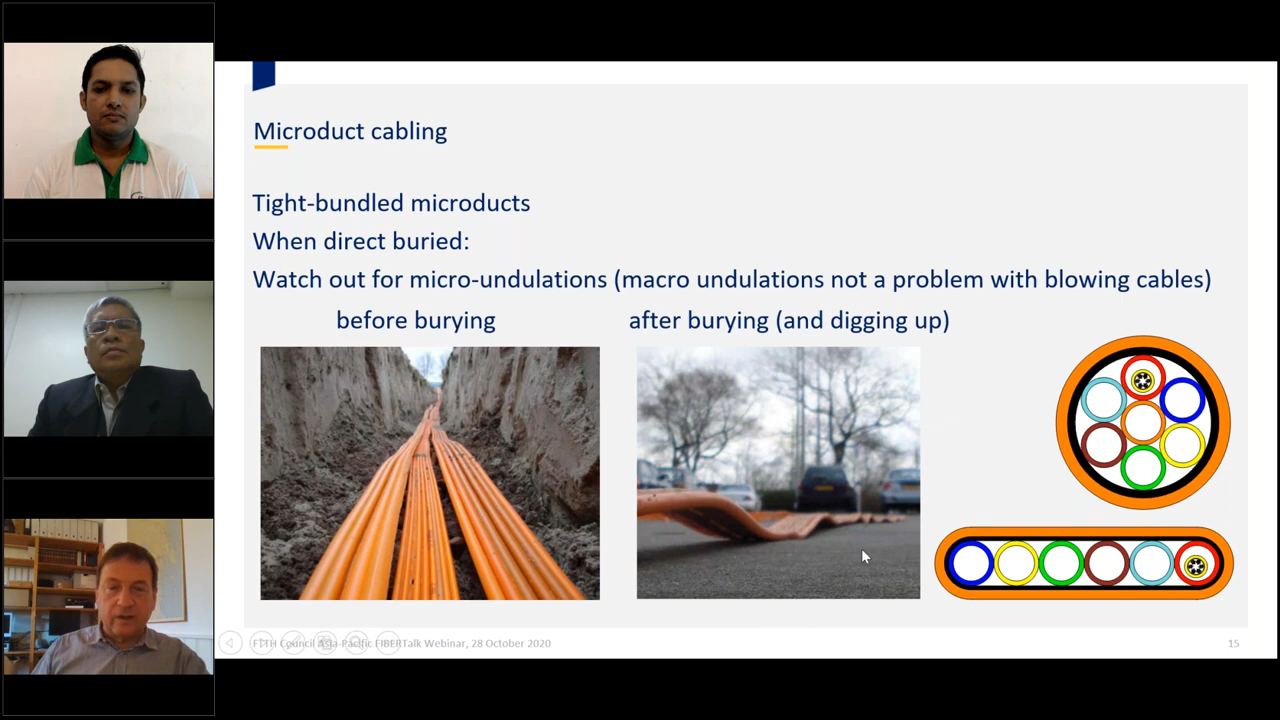 Microduct cabling
Tight-bundled microducts
When direct buried:
Watch out for micro-undulations (macro undulations not a problem with blowing cables)
before burying
after burying (and digging up)
FTTH Council Asia-Pacific FIBERTalk Webinar, 28 October 2020
15